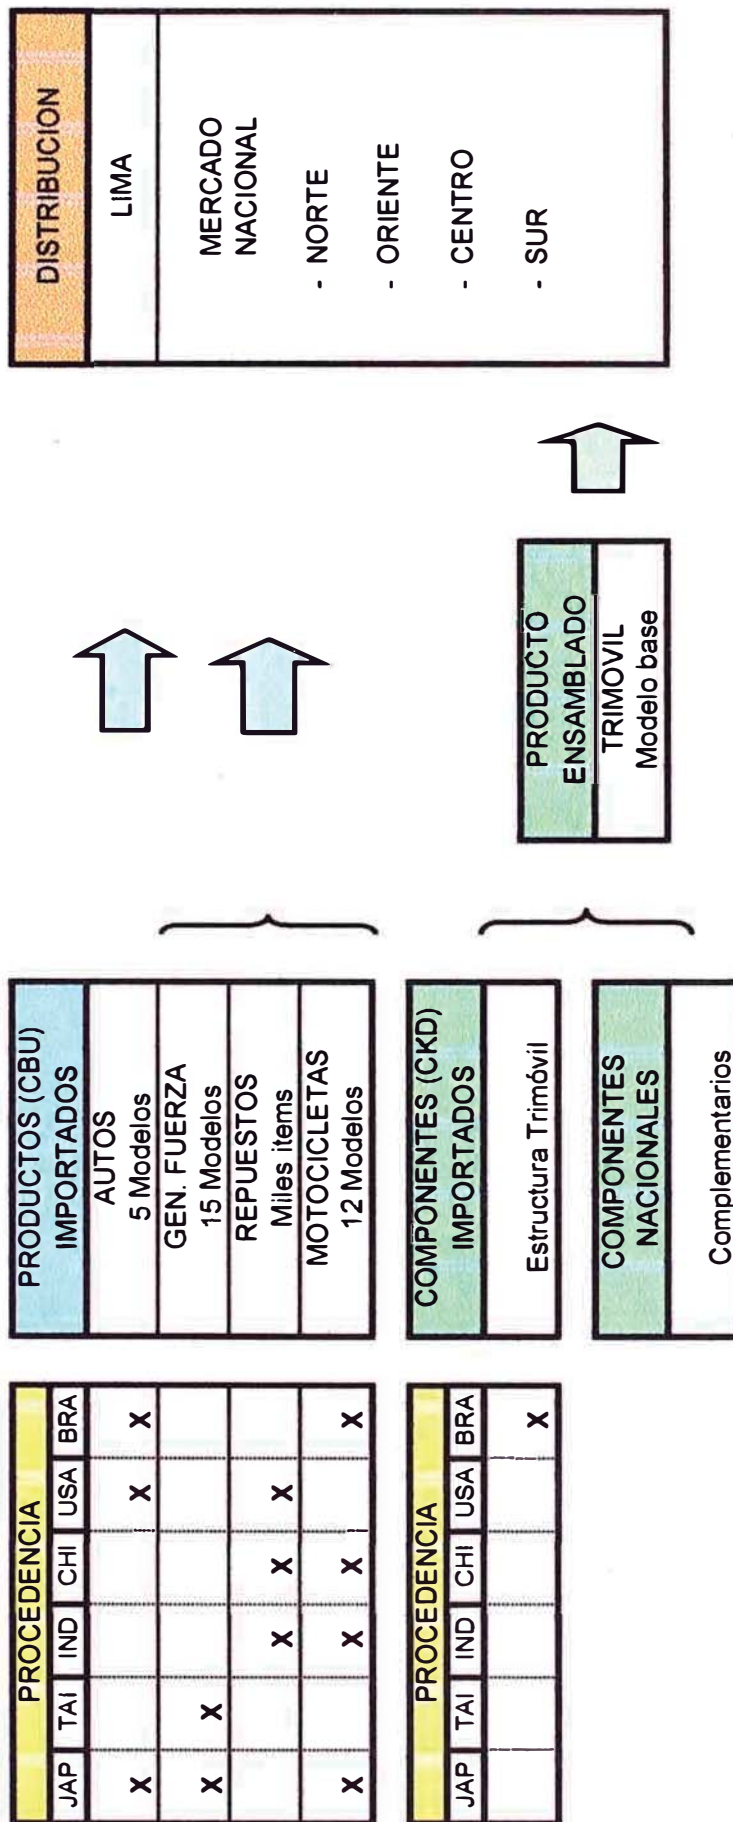 PROCEDENCIA
JAP TAI IND CHI USA BRA
X X X
X X
X X X
X X X X
PRODUCTOS (CBU)
IMPORTADOS
AUTOS
5 Modelos
GEN. FUERZA
15 Modelos
REPUESTOS
Miles items
MOTOCICLETAS
12 Modelos
PROCEDENCIA
JAP TAI IND CHI USA BRA
X
COMPONENTES (CKD)
IMPORTADOS
Estructura Trimóvil
COMPONENTES
NACIONALES
Complementarios
PRODUCTO
ENSAMBLADO
TRIMOVIL
Modelo base
DISTRIBUCION
LIMA
MERCADO
NACIONAL
- NORTE
- ORIENTE
- CENTRO
- SUR